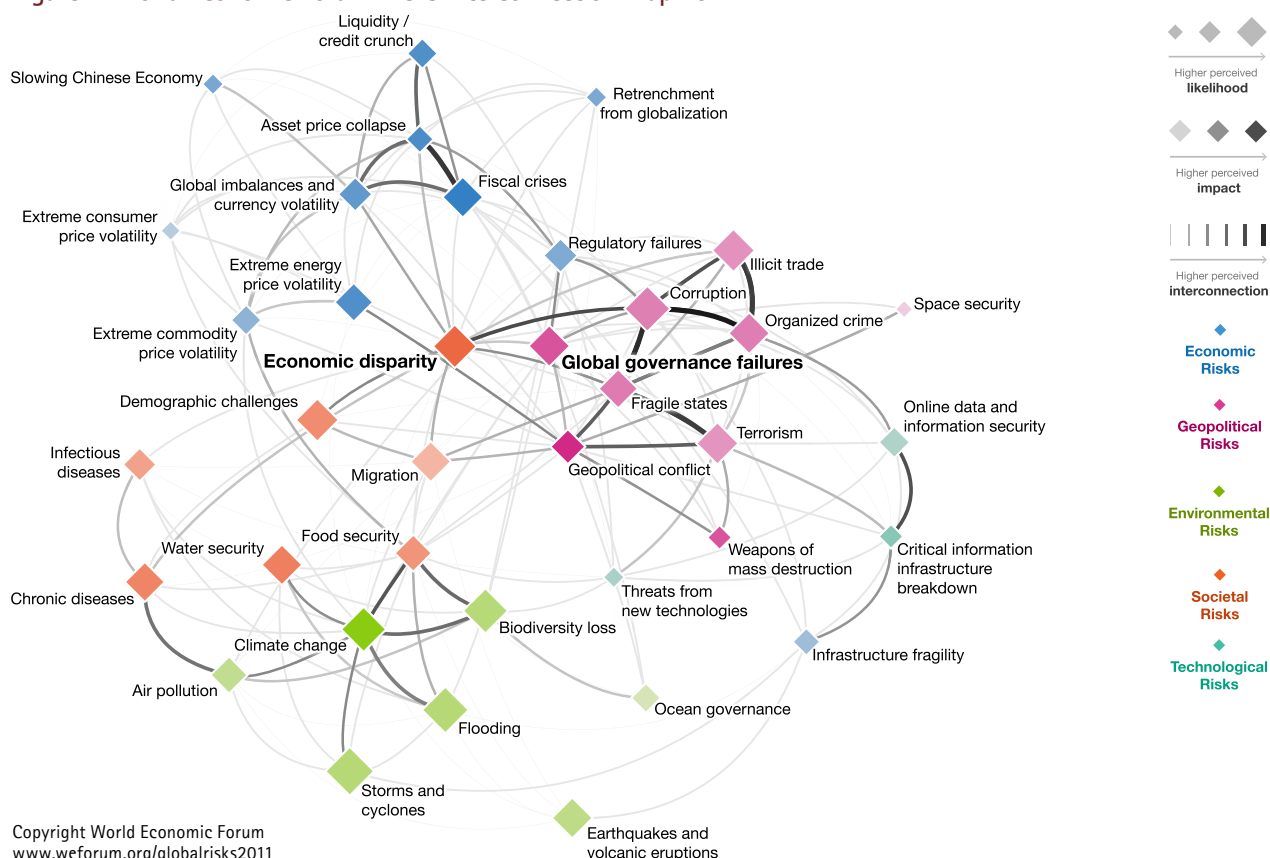 Liquidity /
credit crunch
Slowing Chinese Economy
Retrenchment
from globalization
Asset price collapse
Global imbalances and
currency volatility
Fiscal crises
Extreme consumer
price volatility
Regulatory failures
Illicit trade
Extreme energy
price volatility
Corruption
Space security
Organized crime
Extreme commodity
price volatility
Economic disparity
Global governance failures
Demographic challenges
Fragile states
Online data and
information security
Terrorism
Infectious
diseases
Migration
Geopolitical conflict
Food security
Water security
Weapons of
mass destruction
Critical information
infrastructure
breakdown
Chronic diseases
Threats from
new technologies
Biodiversity loss
Climate change
Infrastructure fragility
Air pollution
Ocean governance
Flooding
Storms and
cyclones
Earthquakes and
volcanic eruptions
Higher perceived
likelihood
Higher perceived
impact
Higher perceived
interconnection
Economic
Risks
Geopolitical
Risks
Environmental
Risks
Societal
Risks
Technological
Risks
Copyright World Economic Forum
www.weforum.org/globalrisks2011